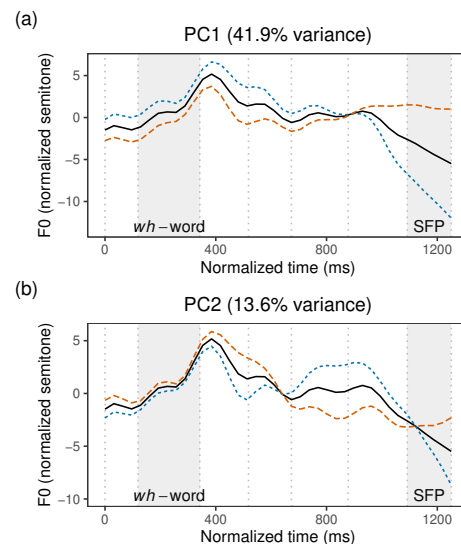 (a)
PC1 (41.9% variance)
F0 (normalized semitone)
5
0
−5
−10
wh−word
SFP
0 400 800 1200
Normalized time (ms)
(b)
PC2 (13.6% variance)
F0 (normalized semitone)
5
0
−5
−10
wh−word
SFP
0 400 800 1200
Normalized time (ms)